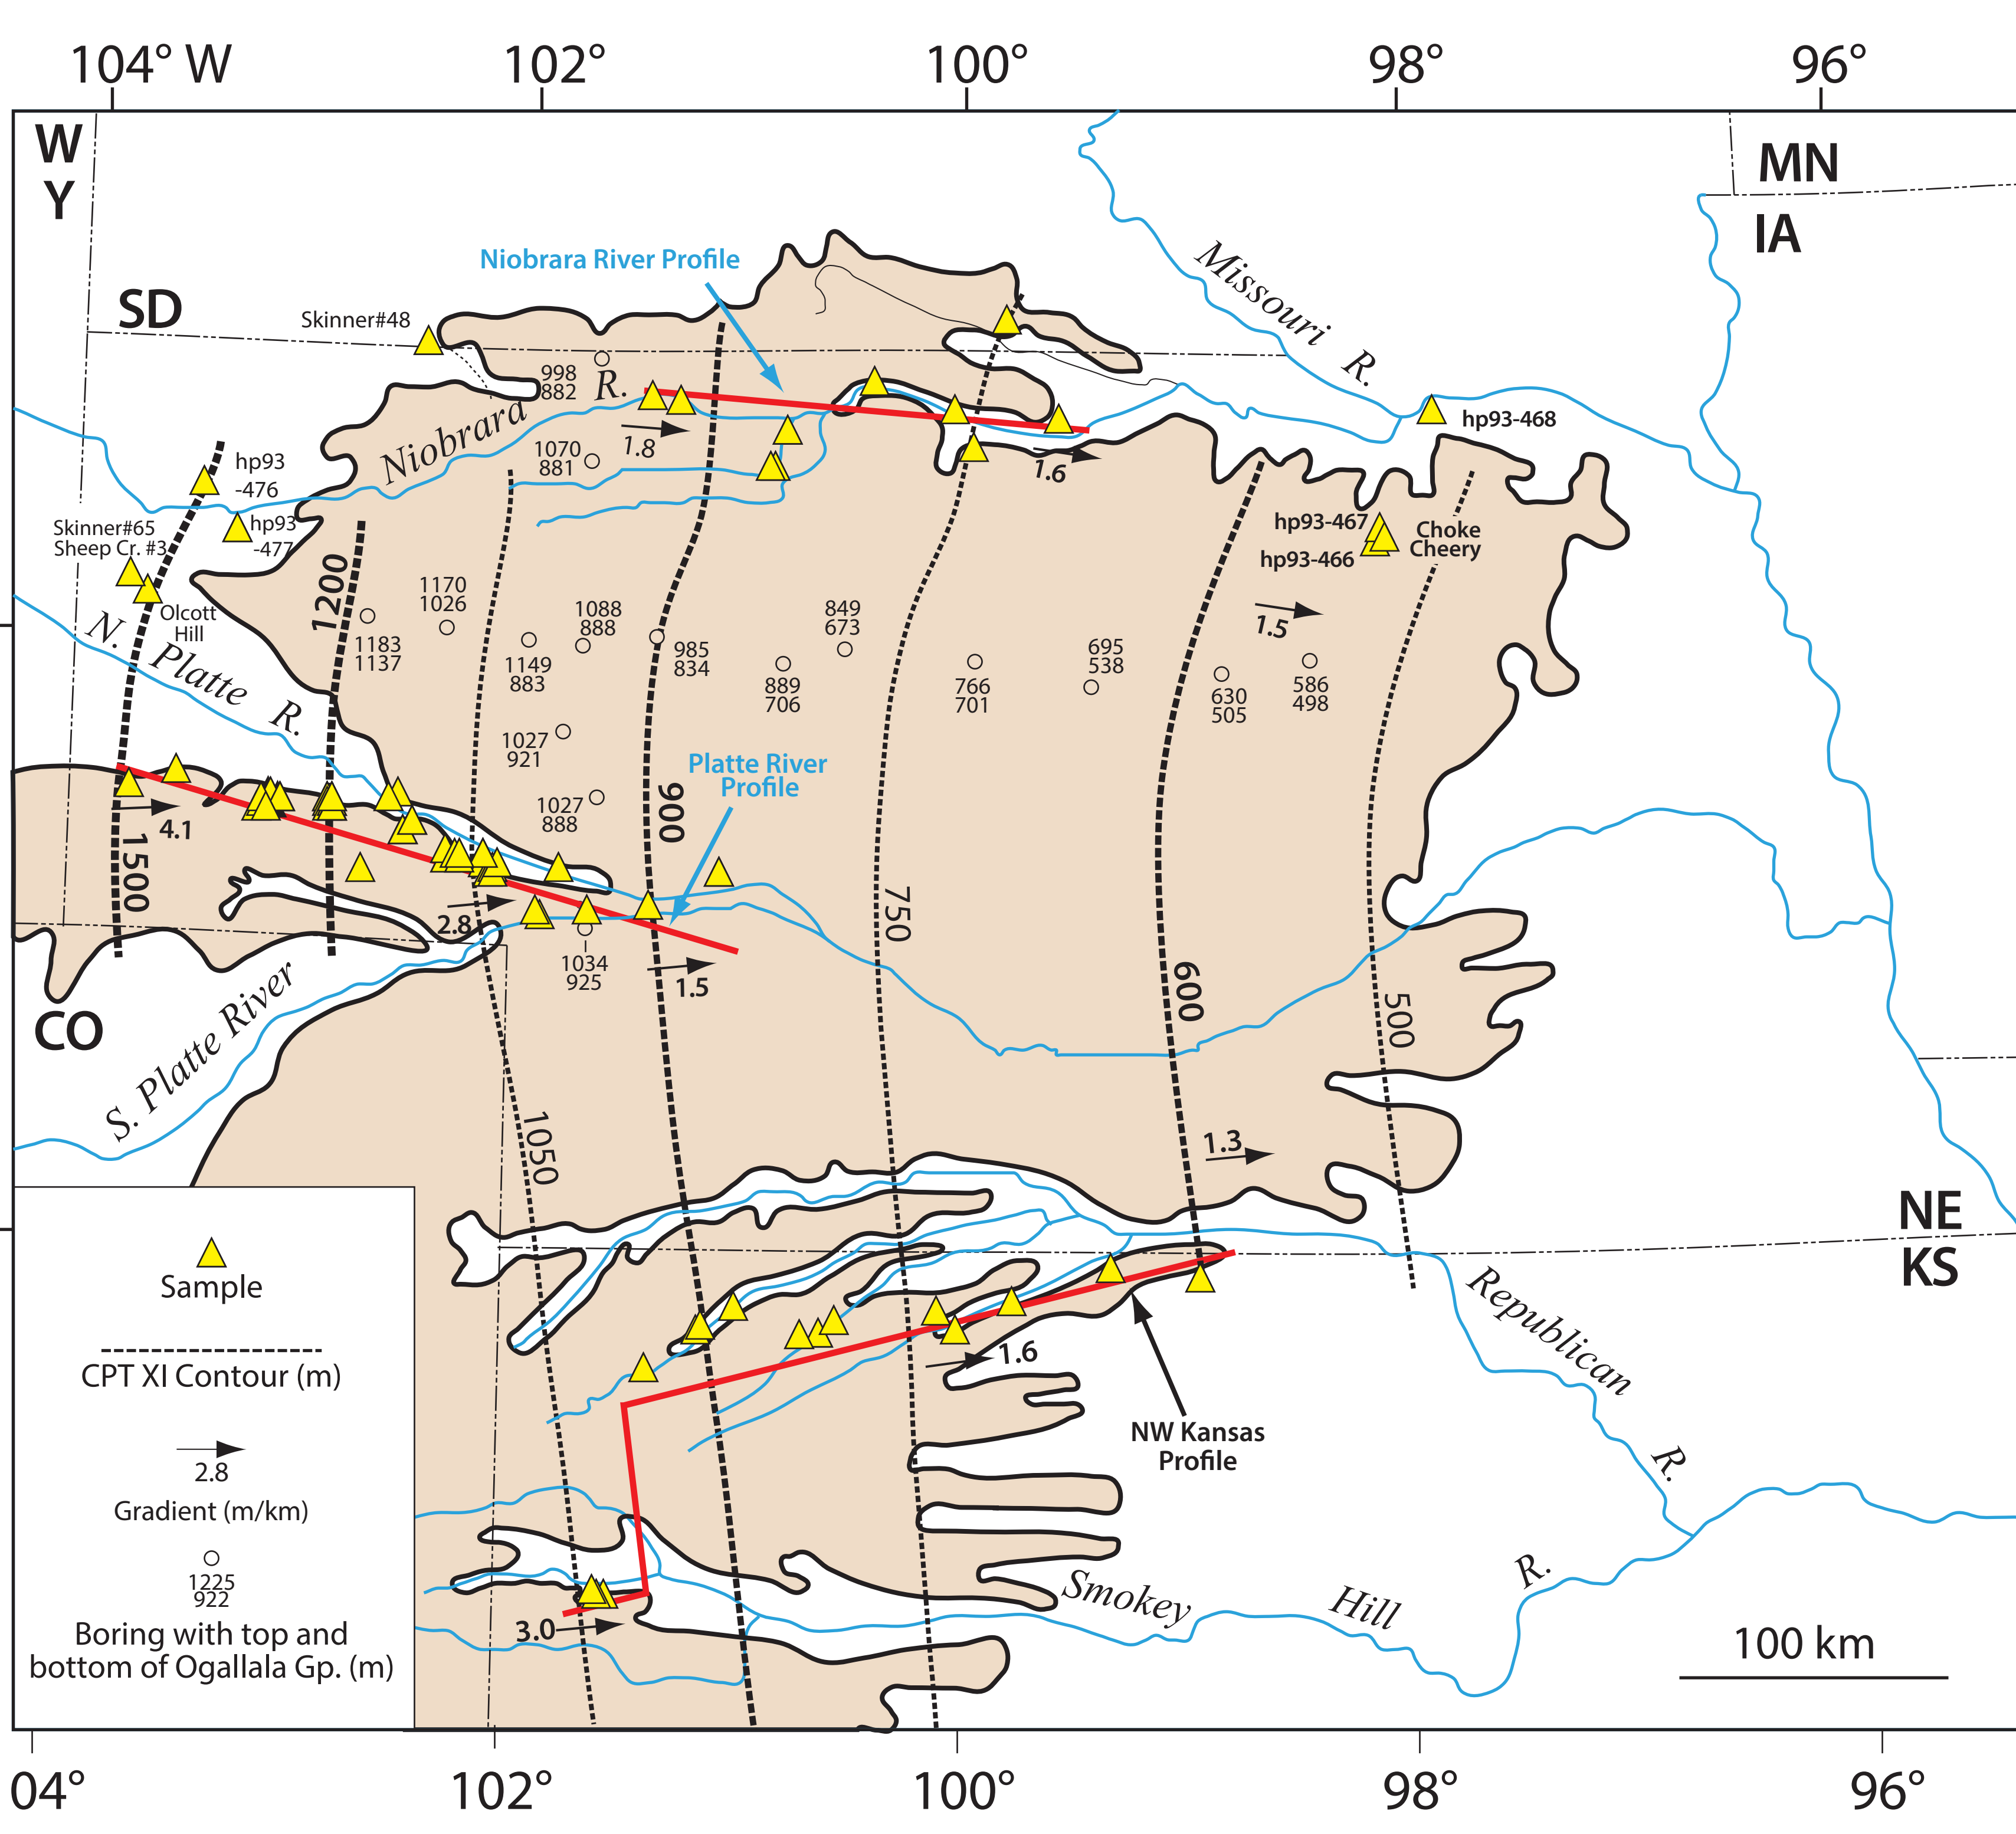 104° W
102°
100°
98°
96°
W
Y
MN
IA
SD
Missouri R.
Niobrara River Profile
Skinner#48
998
882
Niobrara R.
1.8
1070
881
1.6
hp93-468
hp93
-476
hp93
-477
Skinner#65
Sheep Cr. #3
Olcott
Hill
hp93-467
hp93-466
Choke
Cheery
1200
1170
1026
1183
1137
1149
883
1088
888
985
834
849
673
889
706
766
701
695
538
630
505
586
498
1.5
N. Platte R.
1027
921
1027
888
Platte River
Profile
900
750
600
500
4.1
1500
2.8
1034
925
1.5
CO
S. Platte River
1050
1.3
NE
KS
Republican R.
1.6
NW Kansas
Profile
Smokey Hill R.
3.0
Sample
CPT XI Contour (m)
2.8
Gradient (m/km)
1225
922
Boring with top and
bottom of Ogallala Gp. (m)
100 km
04°
102°
100°
98°
96°